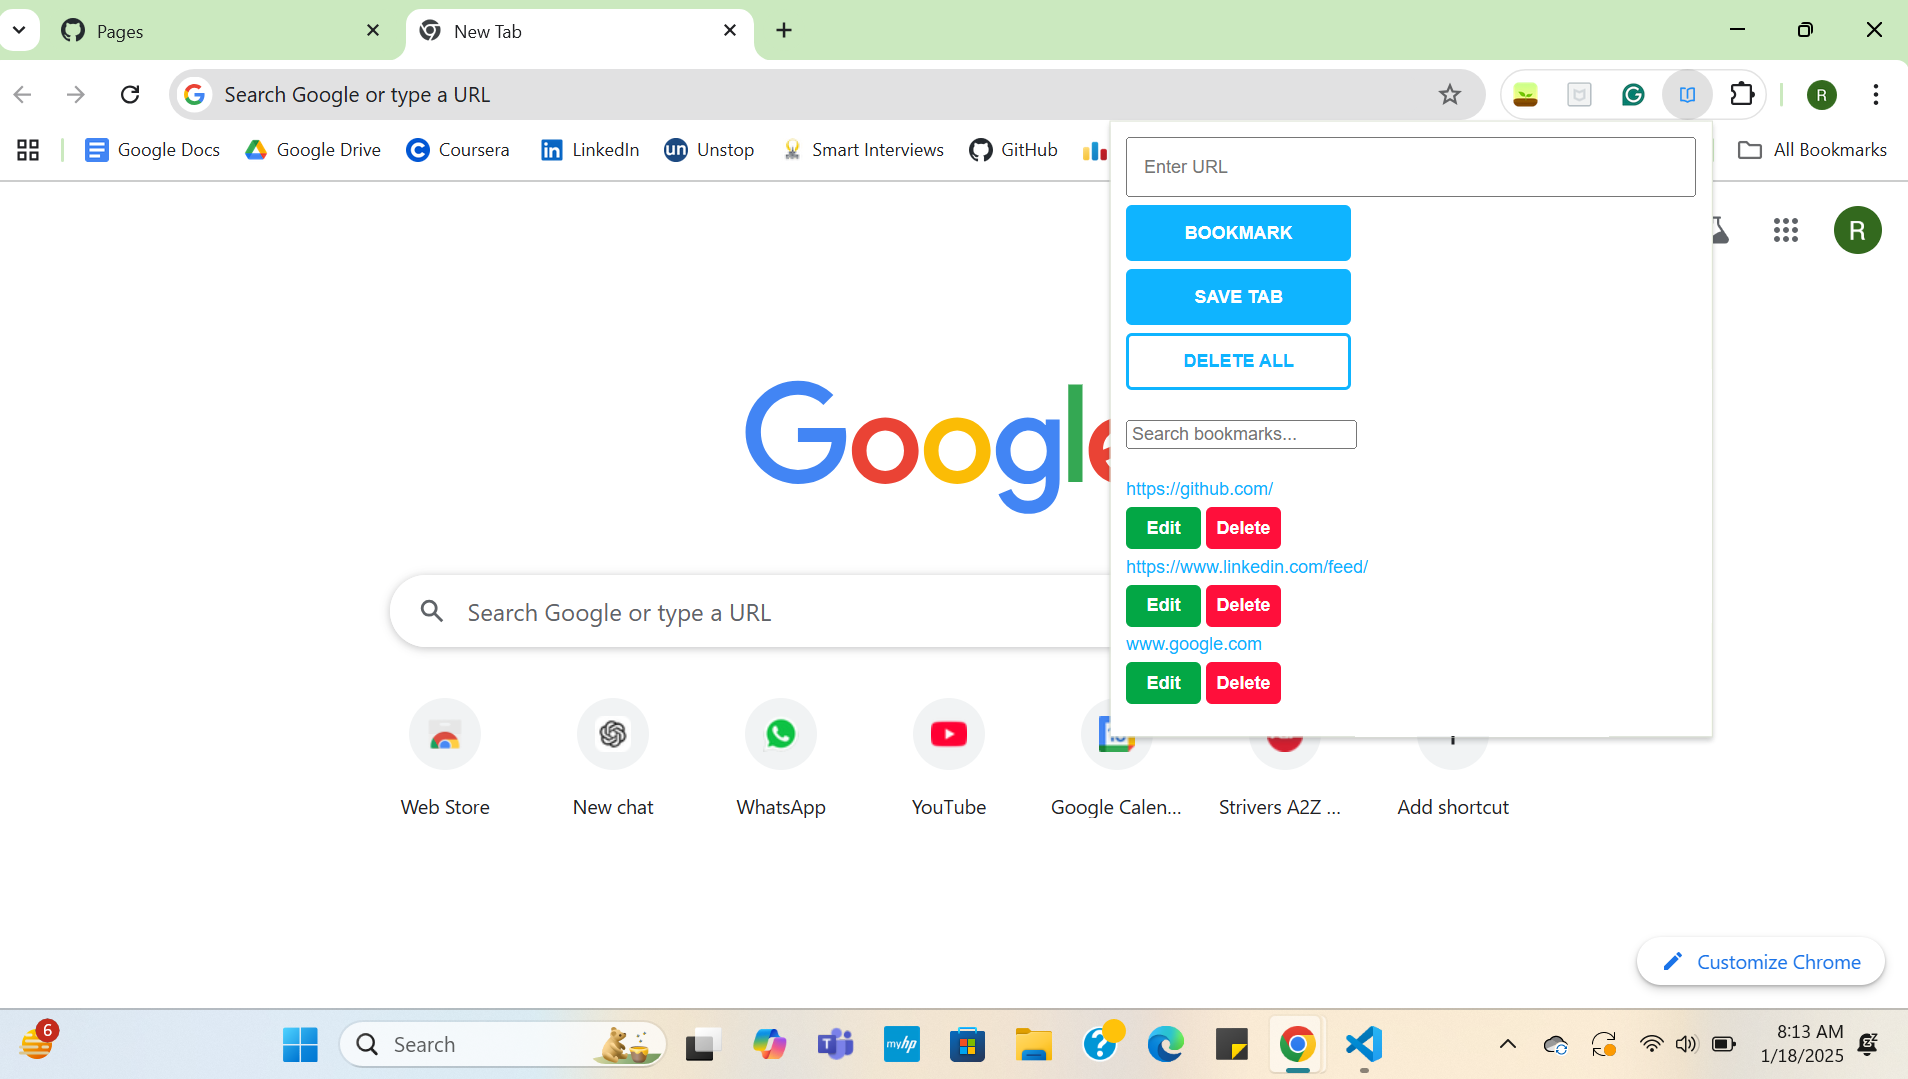 Pages
New Tab
Search Google or type a URL
R
Google Docs
Google Drive
Coursera
LinkedIn
un Unstop
Smart Interviews
GitHub
All Bookmarks
Enter URL
BOOKMARK
SAVE TAB
DELETE ALL
R
Search bookmarks...
Google
https://github.com/
Edit Delete
https://www.linkedin.com/feed/
Edit Delete
www.google.com
Edit Delete
Search Google or type a URL
Web Store
New chat
WhatsApp
YouTube
Google Calen...
Strivers A2Z ...
Add shortcut
Customize Chrome
6
Search
myhp
8:13 AM
1/18/2025